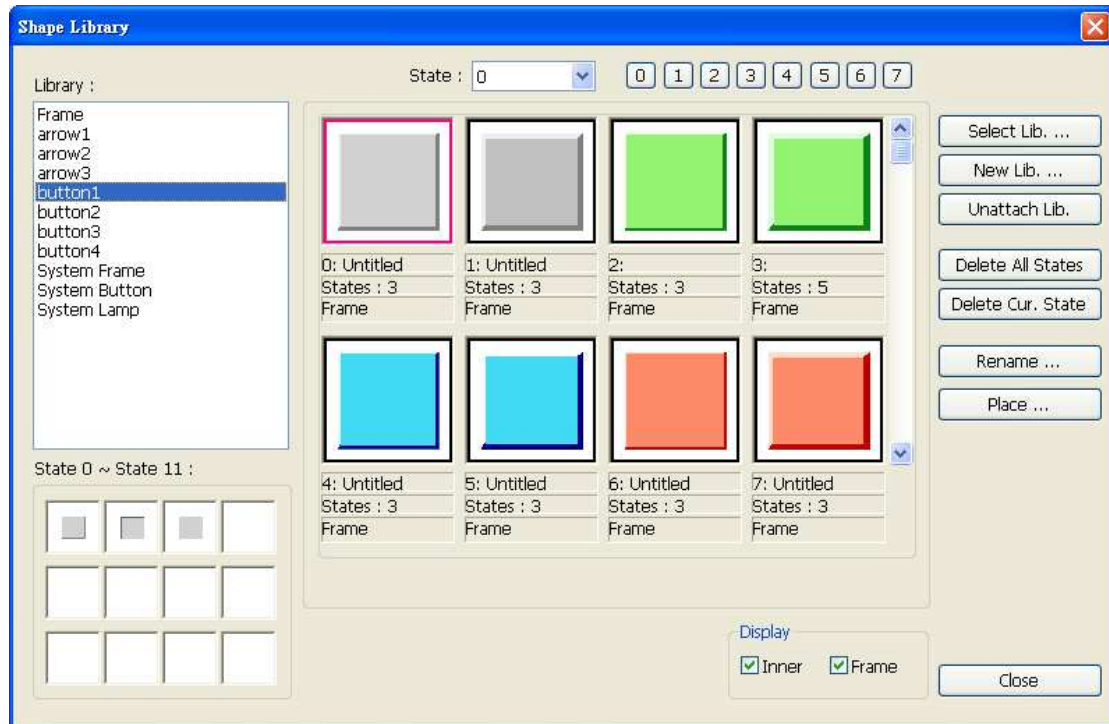 Shape Library
State : 0 0 1 2 3 4 5 6 7
Library :
Frame
arrow1
arrow2
arrow3
button1
button2
button3
button4
System Frame
System Button
System Lamp
0: Untitled 1: Untitled 2: 3:
States : 3 States : 3 States : 3 States : 5
Frame Frame Frame Frame
4: Untitled 5: Untitled 6: Untitled 7: Untitled
States : 3 States : 3 States : 3 States : 3
Frame Frame Frame Frame
Select Lib. ...
New Lib. ...
Unattach Lib.
Delete All States
Delete Cur. State
Rename ...
Place ...
State 0 ~ State 11 :
Display
Inner Frame
Close